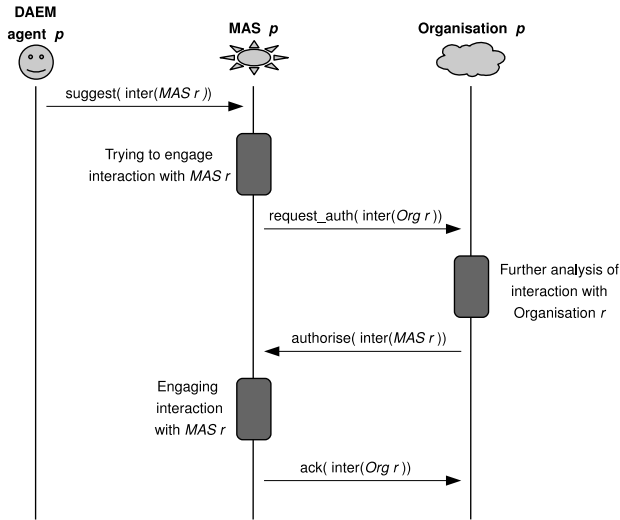 DAEM
agent p
MAS p
Organisation p
suggest( inter(MAS r ))
Trying to engage
interaction with MAS r
request_auth( inter(Org r ))
Further analysis of
interaction with
Organisation r
authorise( inter(MAS r ))
Engaging
interaction
with MAS r
ack( inter(Org r ))